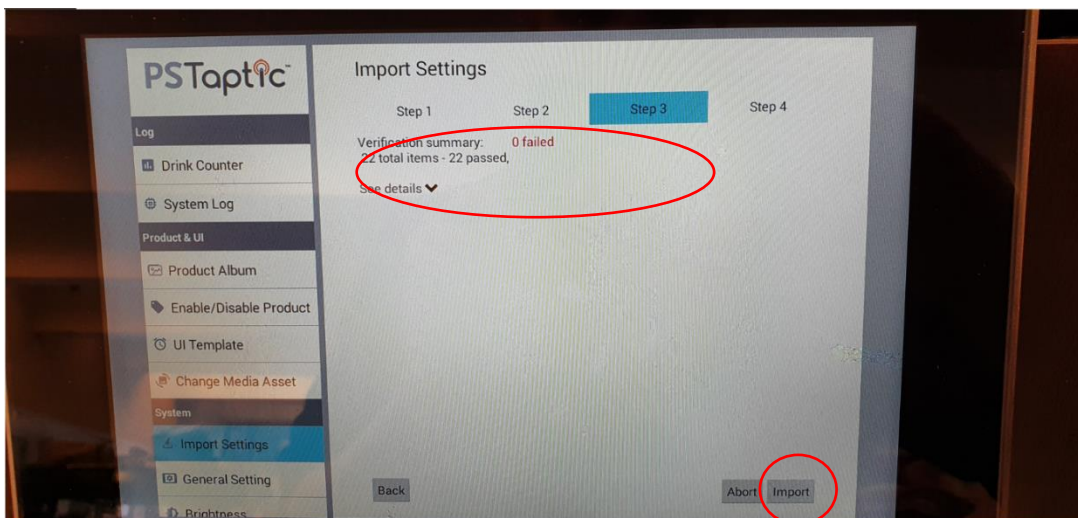 PSTaptic™
Import Settings
Step 1 Step 2 Step 3 Step 4
Log
Verification summary: 0 failed
22 total items - 22 passed,
See details
Drink Counter
System Log
Product & UI
Product Album
Enable/Disable Product
UI Template
Change Media Asset
System
Import Settings
General Setting
Brightness
Back Abort Import